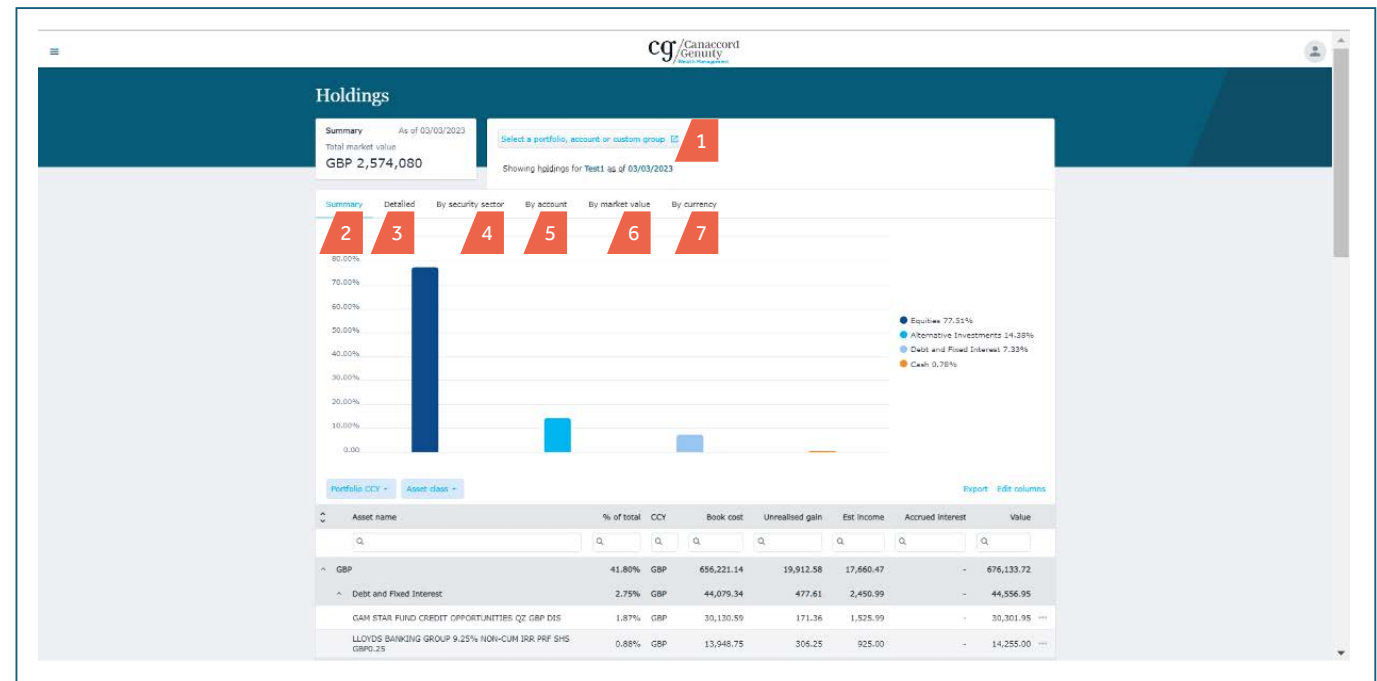 cg/Canaccord
Genuity
Wealth Management
Holdings
Summary As of 03/03/2023
Total market value
GBP 2,574,080
Select a portfolio, account or custom group
1
Showing holdings for Test1 as of 03/03/2023
Summary Detailed By security sector By account By market value By currency
2 3 4 5 6 7
80.00%
70.00%
60.00%
50.00%
40.00%
30.00%
20.00%
10.00%
0.00
Equities 77.51%
Alternative Investments 14.38%
Debt and Fixed Interest 7.33%
Cash 0.78%
Portfolio CCY Asset class Export Edit columns
Asset name % of total CCY Book cost Unrealised gain Est income Accrued interest Value
GBP 41.80% GBP 656,221.14 19,912.58 17,660.47 - 676,133.72
Debt and Fixed Interest 2.75% GBP 44,079.34 477.61 2,450.99 - 44,556.95
GAM STAR FUND CREDIT OPPORTUNITIES QZ GBP DIS 1.87% GBP 30,130.59 171.36 1,525.99 - 30,301.95 ...
LLOYDS BANKING GROUP 9.25% NON-CUM IRR PRF SHS
GBP0.25 0.88% GBP 13,948.75 306.25 925.00 - 14,255.00 ...